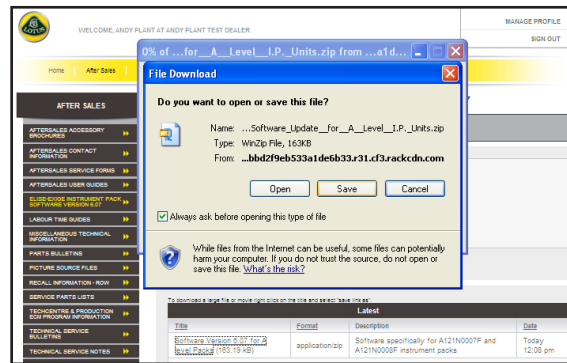 LOTUS
WELCOME, ANDY PLANT AT ANDY PLANT TEST DEALER
MANAGE PROFILE
SIGN OUT
Home
After Sales
0% of ...for__A__Level__I.P._Units.zip from ...a1d...
File Download
Do you want to open or save this file?
Name: ...Software_Update__for__A__Level__I.P._Units.zip
Type: WinZip File, 163KB
From: ...bbd2f9eb533a1de6b33.r31.cf3.rackcdn.com
Open
Save
Cancel
Always ask before opening this type of file
While files from the Internet can be useful, some files can potentially
harm your computer. If you do not trust the source, do not open or
save this file. What's the risk?
AFTER SALES
AFTERSALES ACCESSORY
BROCHURES
AFTERSALES CONTACT
INFORMATION
AFTERSALES SERVICE FORMS
AFTERSALES USER GUIDES
ELISE-EXIGE INSTRUMENT PACK
SOFTWARE VERSION 6.07
LABOUR TIME GUIDES
MISCELLANEOUS TECHNICAL
INFORMATION
PARTS BULLETINS
PICTURE SOURCE FILES
RECALL INFORMATION - ROW
SERVICE PARTS LISTS
TECHCENTRE & PRODUCTION
ECM PROGRAM INFORMATION
TECHNICAL SERVICE
BULLETINS
TECHNICAL SERVICE NOTES
To download a large file or movie right click on the title and select "save link as".
Latest
Title
Format
Description
Date
Software Version 6.07 for A
level Packs (163.19 kB)
application/zip
Software specifically for A121N0007F and
A121N0008F instrument packs
Today
12:08 pm